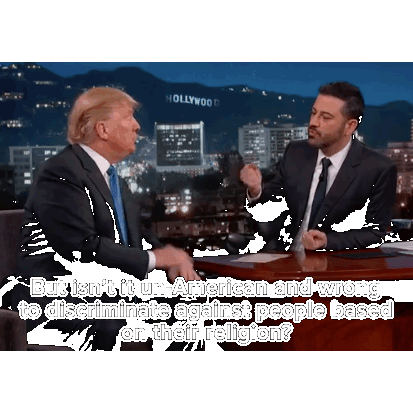 HOLLYWOOD
But isn't it un-American and wrong
to discriminate against people based
on their religion?